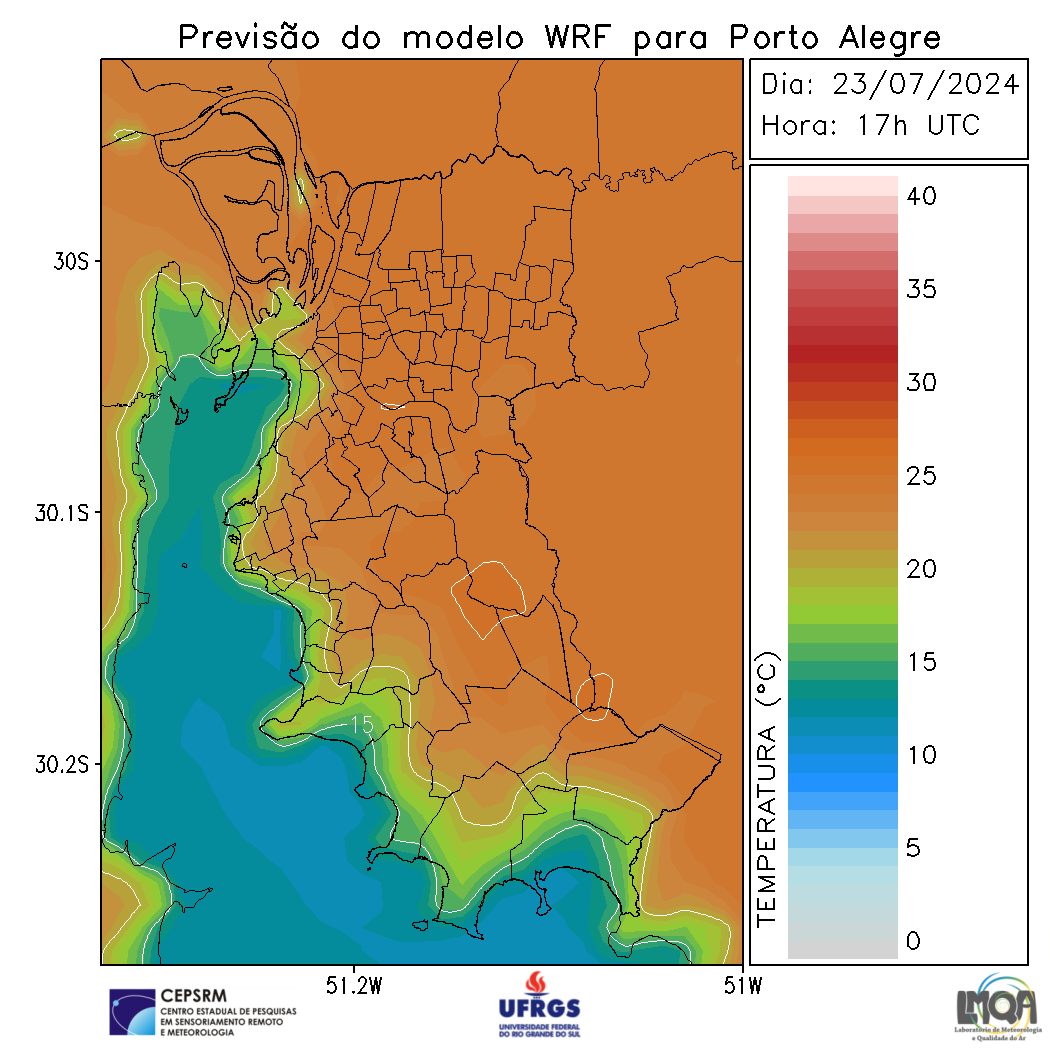 Previsão do modelo WRF para Porto Alegre
Dia: 23/07/2024
Hora: 17h UTC
40
35
30
25
20
15
10
5
0
TEMPERATURA (°C)
30S
30.1S
30.2S
15
51.2W
51W
CEPSRM
CENTRO ESTADUAL DE PESQUISAS
EM SENSORIAMENTO REMOTO
E METEOROLOGIA
UFRGS
UNIVERSIDADE FEDERAL
DO RIO GRANDE DO SUL
LMQA
Laboratório de Meteorologia
e Qualidade do Ar